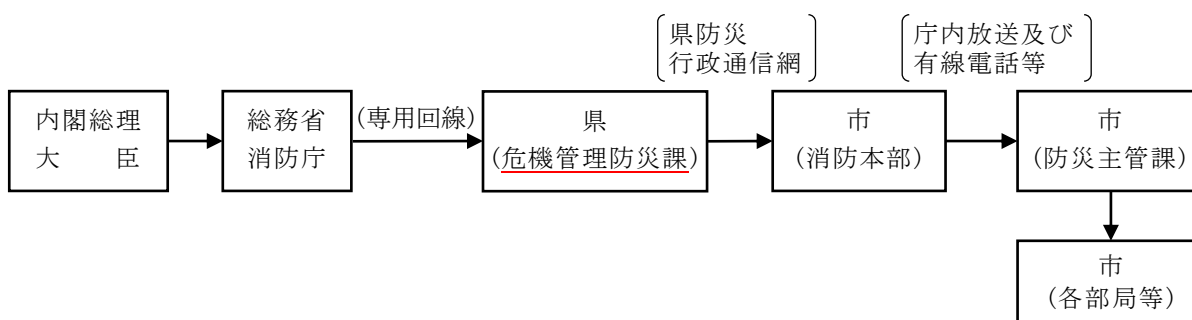 県防災
行政通信網
庁内放送及び
有線電話等
内閣総理
大　　臣
総務省
消防庁
(専用回線)
県
(危機管理防災課)
市
(消防本部)
市
(防災主管課)
市
(各部局等)